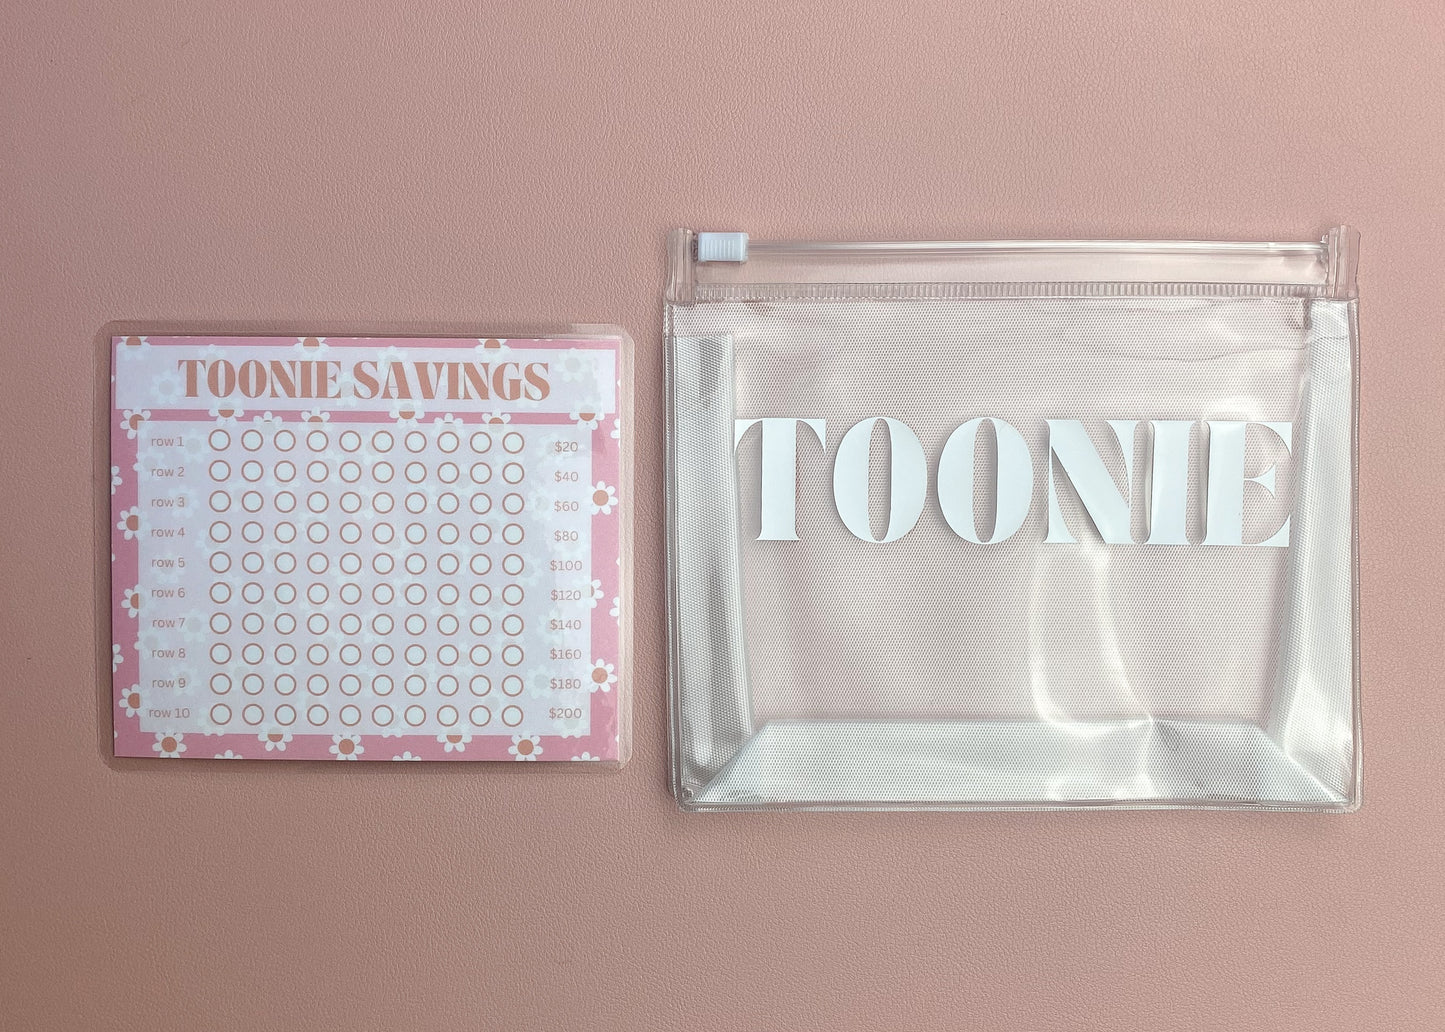 TOONIE SAVINGS
row 1 $20
row 2 $40
row 3 $60
row 4 $80
row 5 $100
row 6 $120
row 7 $140
row 8 $160
row 9 $180
row 10 $200
TOONIE